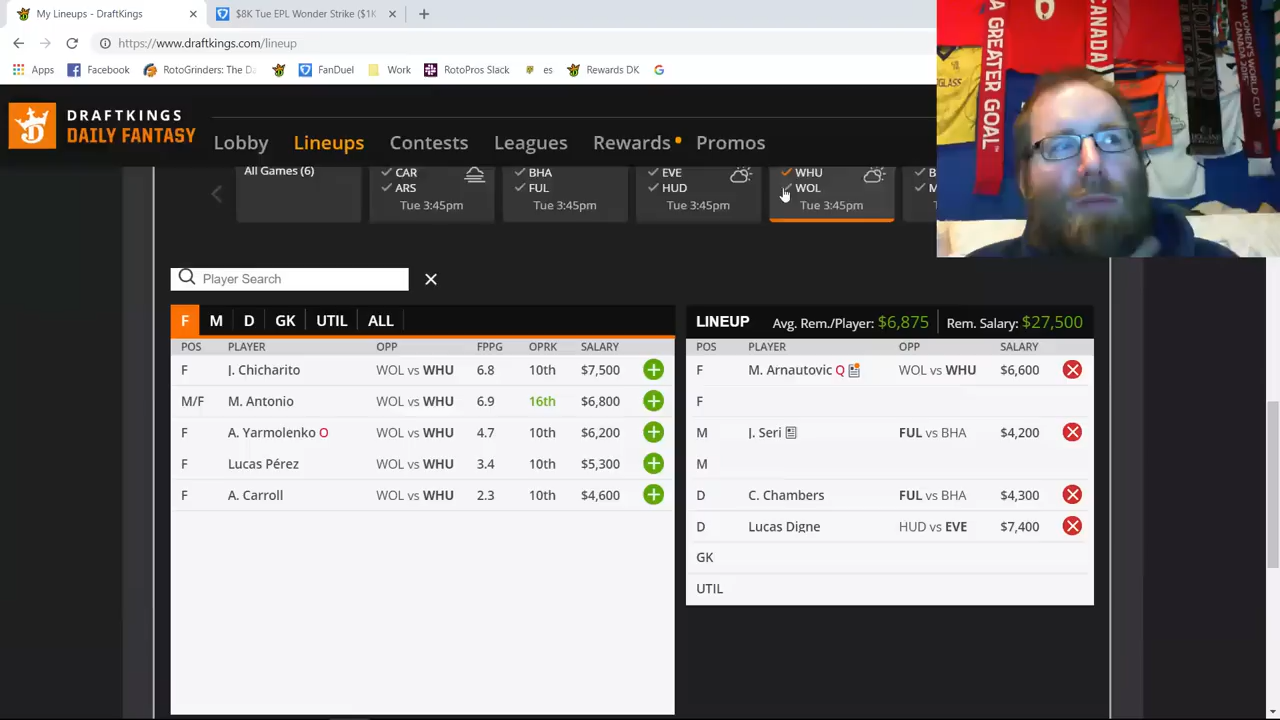 My Lineups - DraftKings
$8K Tue EPL Wonder Strike ($1K
https://www.draftkings.com/lineup
Apps
Facebook
RotoGrinders: The D
FanDuel
Work
RotoPros Slack
es
Rewards DK
DRAFTKINGS
DAILY FANTASY
Lobby
Lineups
Contests
Leagues
Rewards
Promos
All Games (6)
CAR
ARS
Tue 3:45pm
BHA
FUL
Tue 3:45pm
EVE
HUD
Tue 3:45pm
WHU
WOL
Tue 3:45pm
Player Search
F M D GK UTIL ALL
POS PLAYER OPP FPPG OPRK SALARY
F J. Chicharito WOL vs WHU 6.8 10th $7,500
M/F M. Antonio WOL vs WHU 6.9 16th $6,800
F A. Yarmolenko O WOL vs WHU 4.7 10th $6,200
F Lucas Pérez WOL vs WHU 3.4 10th $5,300
F A. Carroll WOL vs WHU 2.3 10th $4,600
LINEUP Avg. Rem./Player: $6,875 Rem. Salary: $27,500
POS PLAYER OPP SALARY
F M. Arnautovic Q WOL vs WHU $6,600
F
M J. Seri FUL vs BHA $4,200
M
D C. Chambers FUL vs BHA $4,300
D Lucas Digne HUD vs EVE $7,400
GK
UTIL
A GREATER GOAL
CANADA
HOLLAND